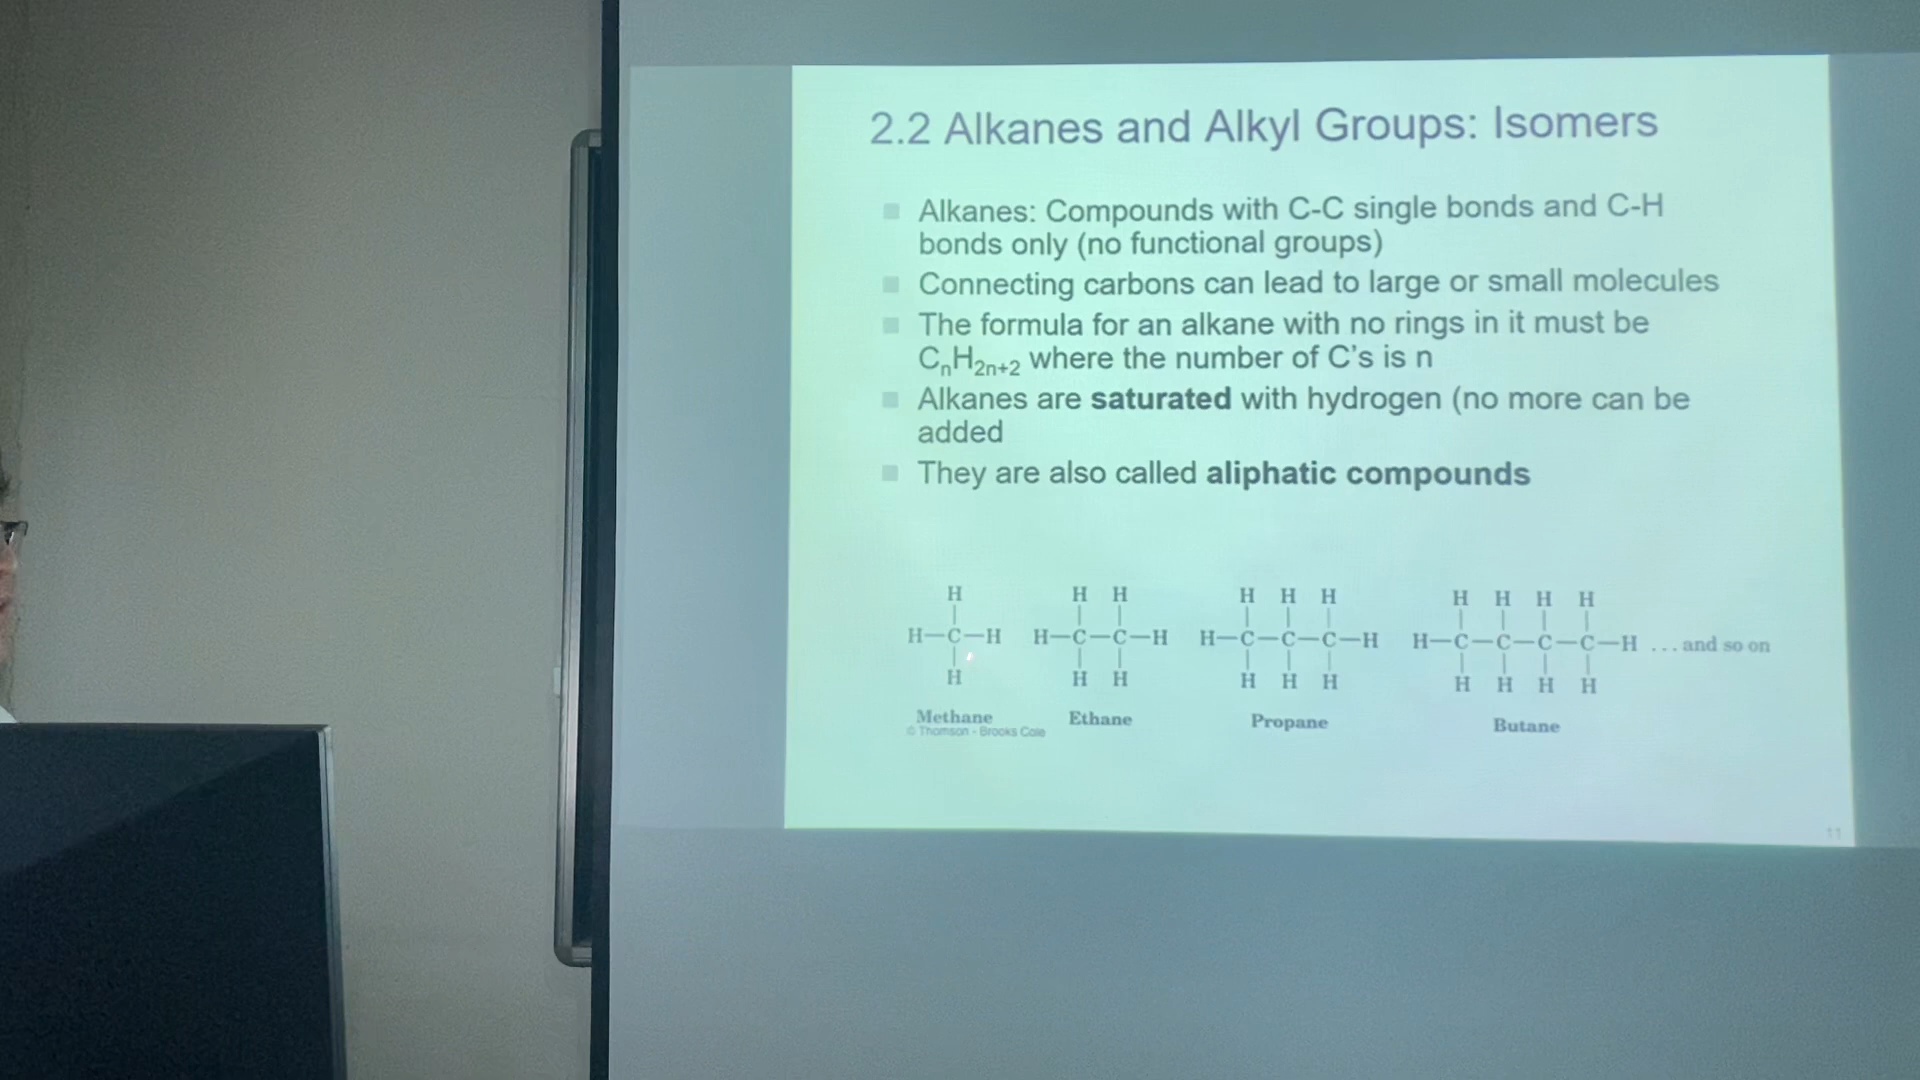 2.2 Alkanes and Alkyl Groups: Isomers
Alkanes: Compounds with C-C single bonds and C-H
bonds only (no functional groups)
Connecting carbons can lead to large or small molecules
The formula for an alkane with no rings in it must be
CₙH₂ₙ₊₂ where the number of C's is n
Alkanes are saturated with hydrogen (no more can be
added
They are also called aliphatic compounds
H H H H H H H H H H
H—C—H H—C—C—H H—C—C—C—H H—C—C—C—C—H ...and so on
H H H H H H H H H H
Methane Ethane Propane Butane
© Thomson - Brooks Cole
11